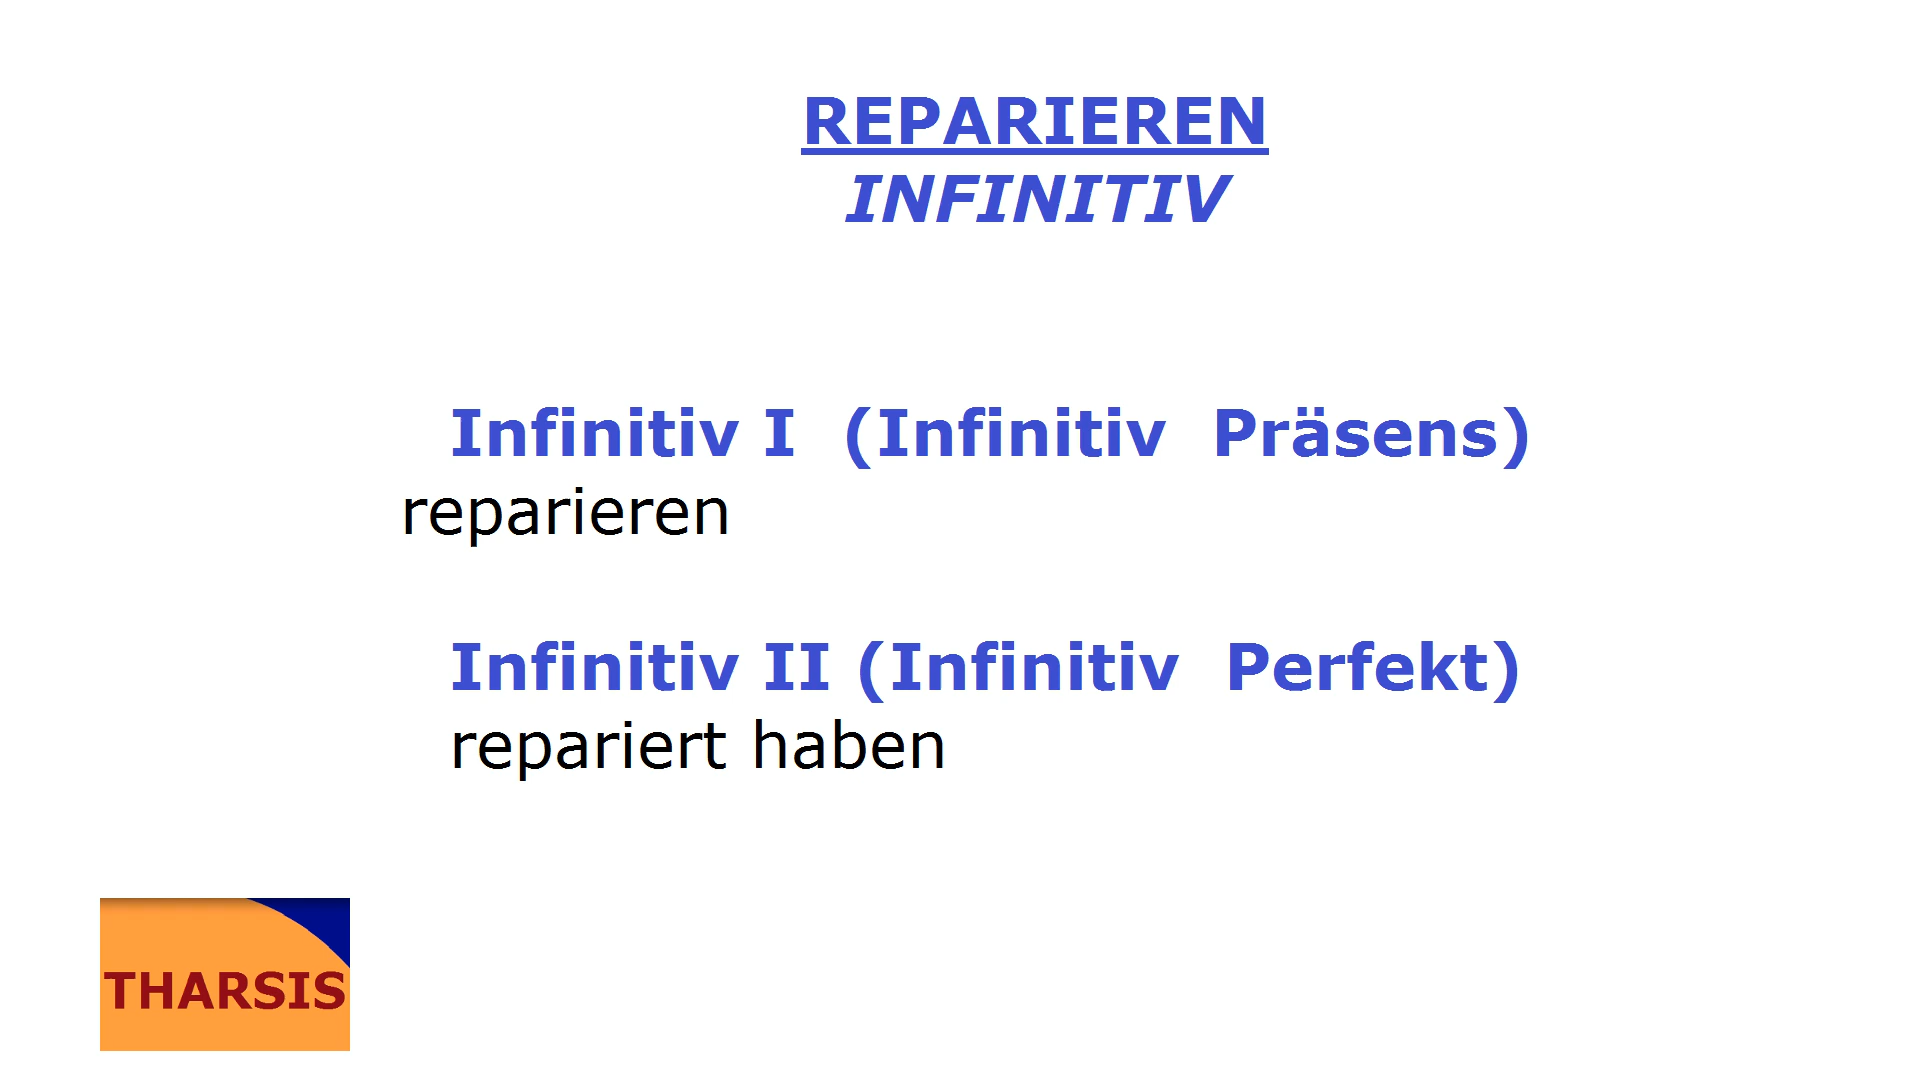 REPARIEREN
INFINITIV
Infinitiv I (Infinitiv Präsens)
reparieren
Infinitiv II (Infinitiv Perfekt)
repariert haben
THARSIS